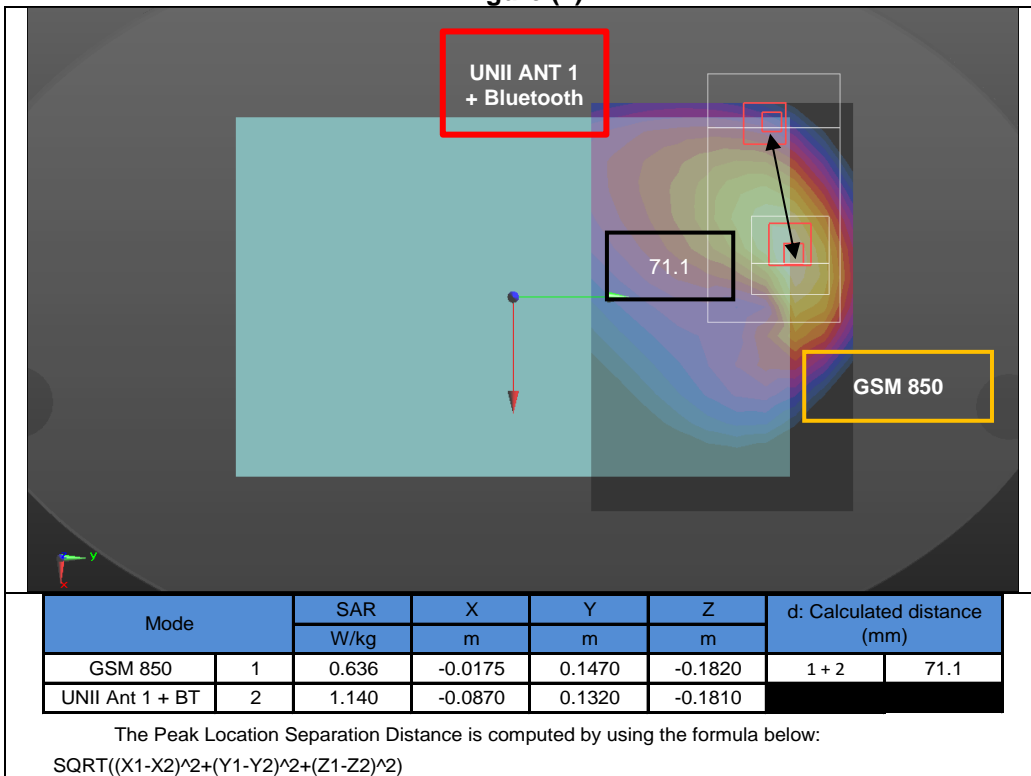 UNII ANT 1
+ Bluetooth
71.1
GSM 850
y
x
Mode SAR X Y Z d: Calculated distance (mm)
W/kg m m m
GSM 850 1 0.636 -0.0175 0.1470 -0.1820 1 + 2 71.1
UNII Ant 1 + BT 2 1.140 -0.0870 0.1320 -0.1810
The Peak Location Separation Distance is computed by using the formula below:
SQRT((X1-X2)^2+(Y1-Y2)^2+(Z1-Z2)^2)